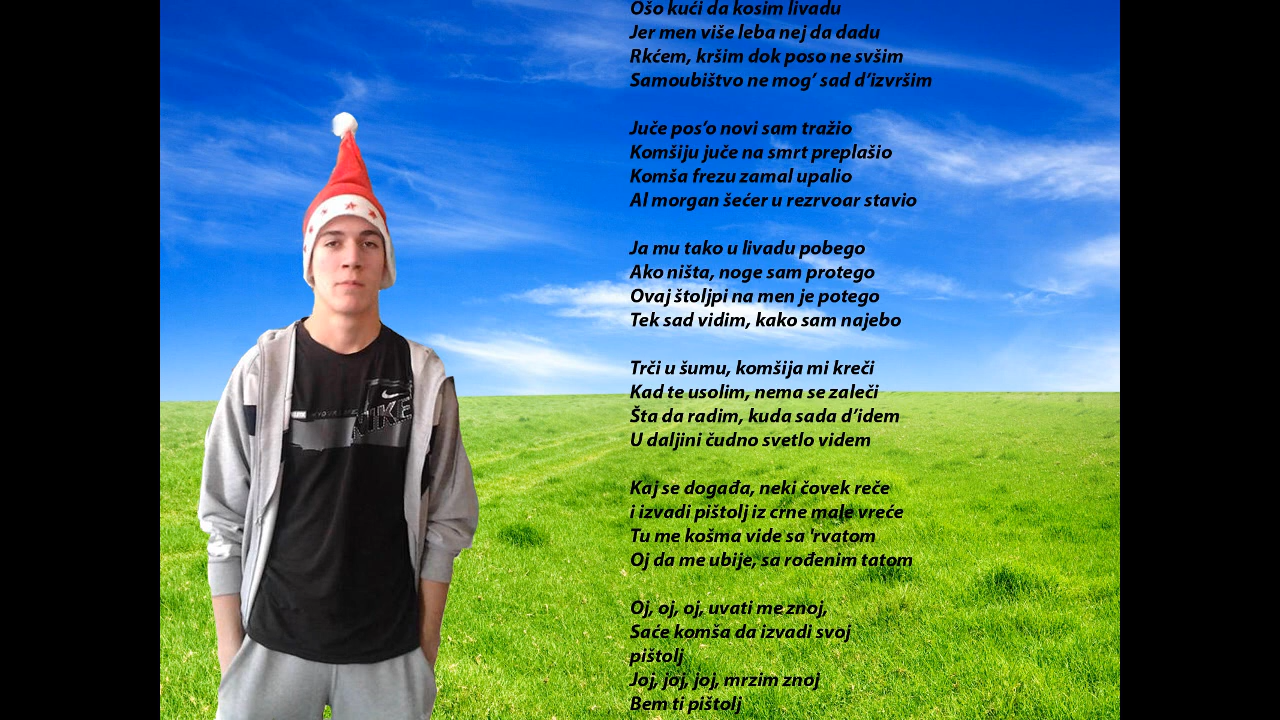 Ošo kući da kosim livadu
Jer men više leba nej da dadu
Rkćem, kršim dok poso ne svšim
Samoubištvo ne mog’ sad d’izvršim
Juče pos’o novi sam tražio
Komšiju juče na smrt preplašio
Komša frezu zamal upalio
Al morgan šećer u rezrvoar stavio
Ja mu tako u livadu pobego
Ako ništa, noge sam protego
Ovaj štoljpi na men je potego
Tek sad vidim, kako sam najebo
Trči u šumu, komšija mi kreči
Kad te usolim, nema se zaleči
Šta da radim, kuda sada d’idem
U daljini čudno svetlo videm
Kaj se događa, neki čovek reče
i izvadi pištolj iz crne male vreće
Tu me košma vide sa 'rvatom
Oj da me ubije, sa rođenim tatom
Oj, oj, oj, uvati me znoj,
Saće komša da izvadi svoj
pištolj
Joj, joj, joj, mrzim znoj
Bem ti pištolj
NIKE